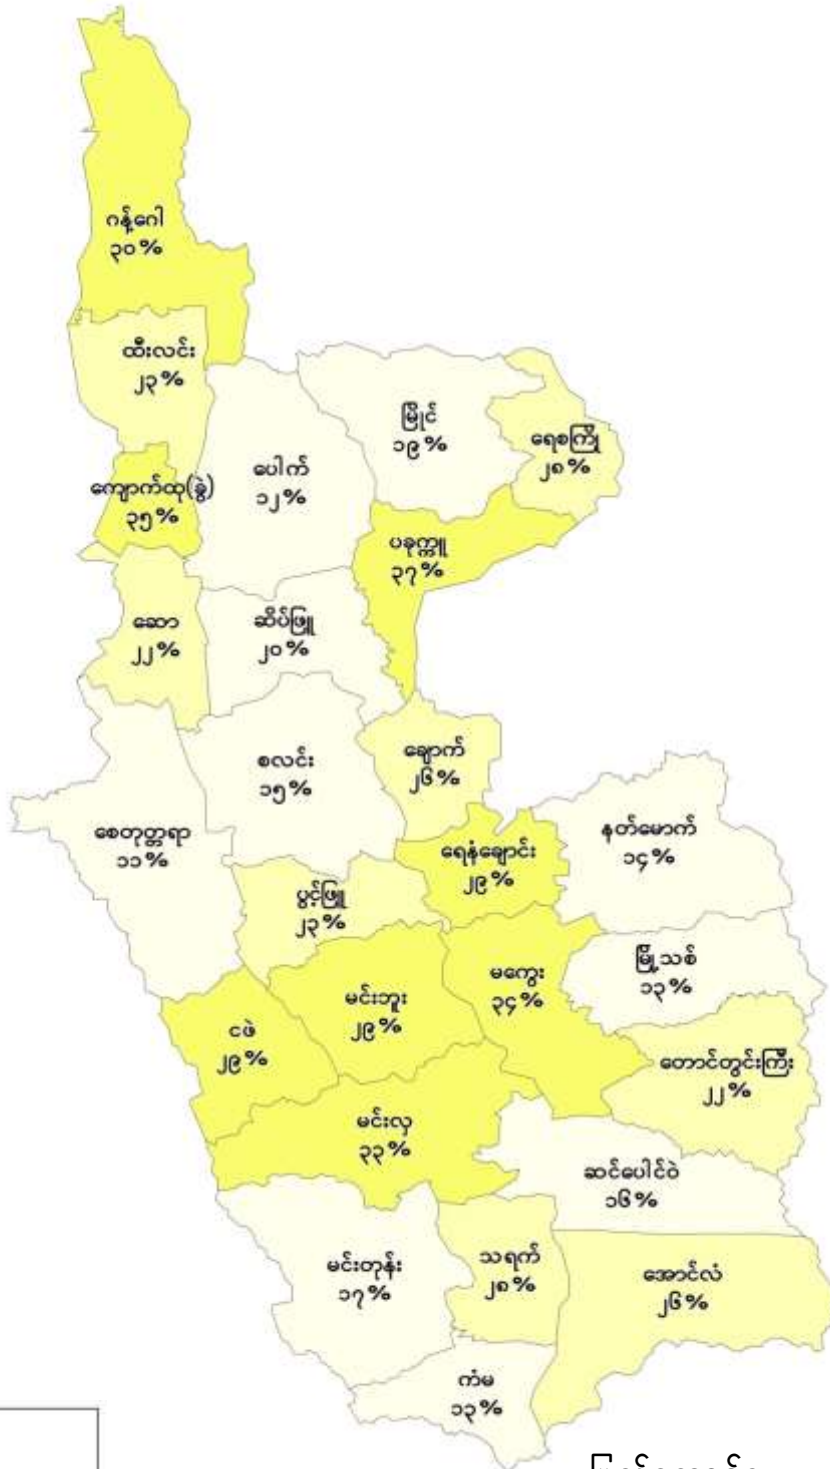 ဂန့်ဂေါ
၃၀%
ထီးလင်း
၂၃%
မြိုင်
၁၉%
ရေစကြို
၂၈%
ပေါက်
၁၂%
ကျောက်ထု(ခွဲ)
၃၅%
ပခုက္ကူ
၃၇%
ဆော
၂၂%
ဆိပ်ဖြူ
၂၀%
စလင်း
၁၅%
ချောက်
၂၆%
စေတုတ္တရာ
၁၁%
ရေနံချောင်း
၂၉%
နတ်မောက်
၁၄%
ပွင့်ဖြူ
၂၃%
မြို့သစ်
၁၃%
မကွေး
၃၄%
မင်းဘူး
၂၉%
ငဖဲ
၂၉%
တောင်တွင်းကြီး
၂၂%
မင်းလှ
၃၃%
ဆင်ပေါင်ဝဲ
၁၆%
မင်းတုန်း
၁၇%
သရက်
၂၈%
အောင်လံ
၂၆%
ကံမ
၁၃%